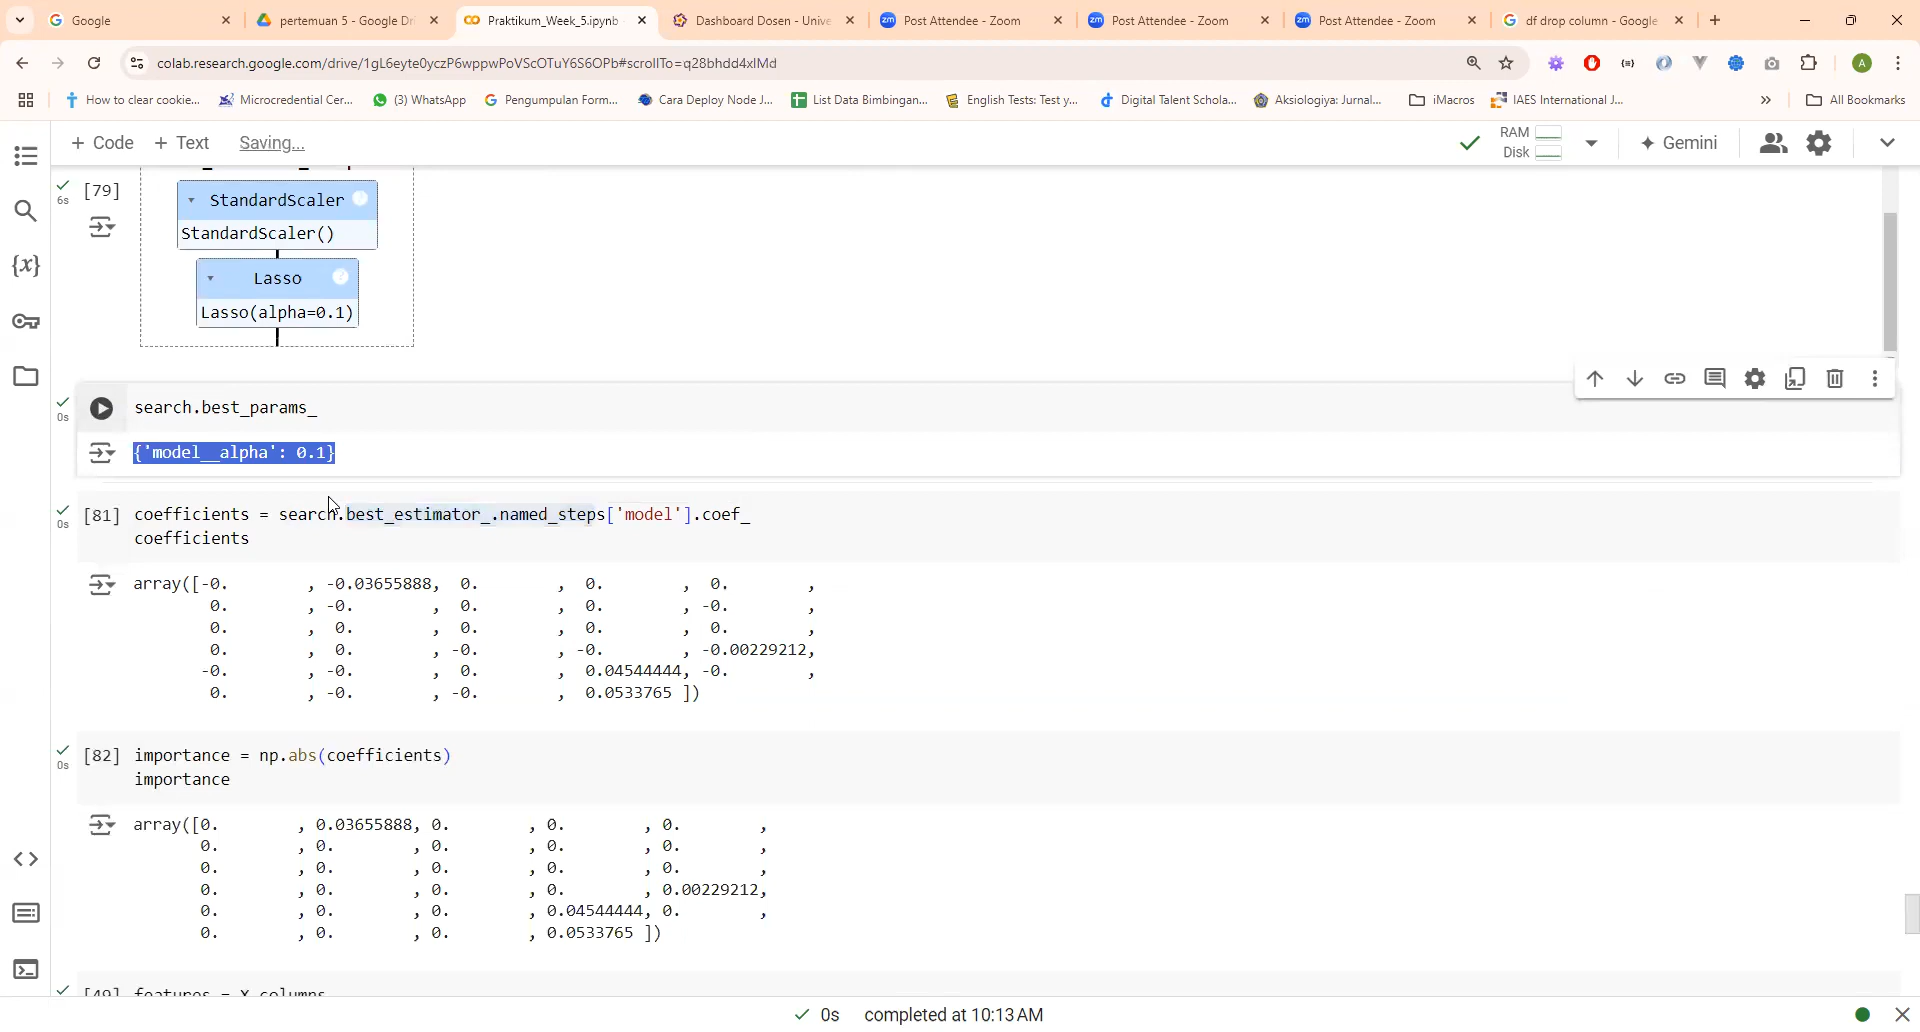 Google
pertemuan 5 - Google Dri
Praktikum_Week_5.ipynb
Dashboard Dosen - Unive
Post Attendee - Zoom
Post Attendee - Zoom
Post Attendee - Zoom
df drop column - Google
colab.research.google.com/drive/1gL6eyte0yczP6wppwPoVScOTuY6S6OPb#scrollTo=q28bhdd4xlMd
A
How to clear cookie...
Microcredential Cer...
(3) WhatsApp
Pengumpulan Form...
Cara Deploy Node J...
List Data Bimbingan...
English Tests: Test y...
Digital Talent Schola...
Aksiologiya: Jurnal...
iMacros
IAES International J...
All Bookmarks
+ Code
+ Text
Saving...
RAM
Disk
Gemini
[79]
6s
StandardScaler
StandardScaler()
Lasso
Lasso(alpha=0.1)
0s
search.best_params_
{'model__alpha': 0.1}
[81]
0s
coefficients = search.best_estimator_.named_steps['model'].coef_
coefficients
array([-0. , -0.03655888, 0. , 0. , 0. ,
0. , -0. , 0. , 0. , -0. ,
0. , 0. , 0. , 0. , 0. ,
0. , 0. , -0. , -0. , -0.00229212,
-0. , -0. , 0. , 0.04544444, -0. ,
0. , -0. , -0. , 0.0533765 ])
[82]
0s
importance = np.abs(coefficients)
importance
array([0. , 0.03655888, 0. , 0. , 0. ,
0. , 0. , 0. , 0. , 0. ,
0. , 0. , 0. , 0. , 0. ,
0. , 0. , 0. , 0. , 0.00229212,
0. , 0. , 0. , 0.04544444, 0. ,
0. , 0. , 0. , 0.0533765 ])
[49] features = X.columns
0s completed at 10:13 AM